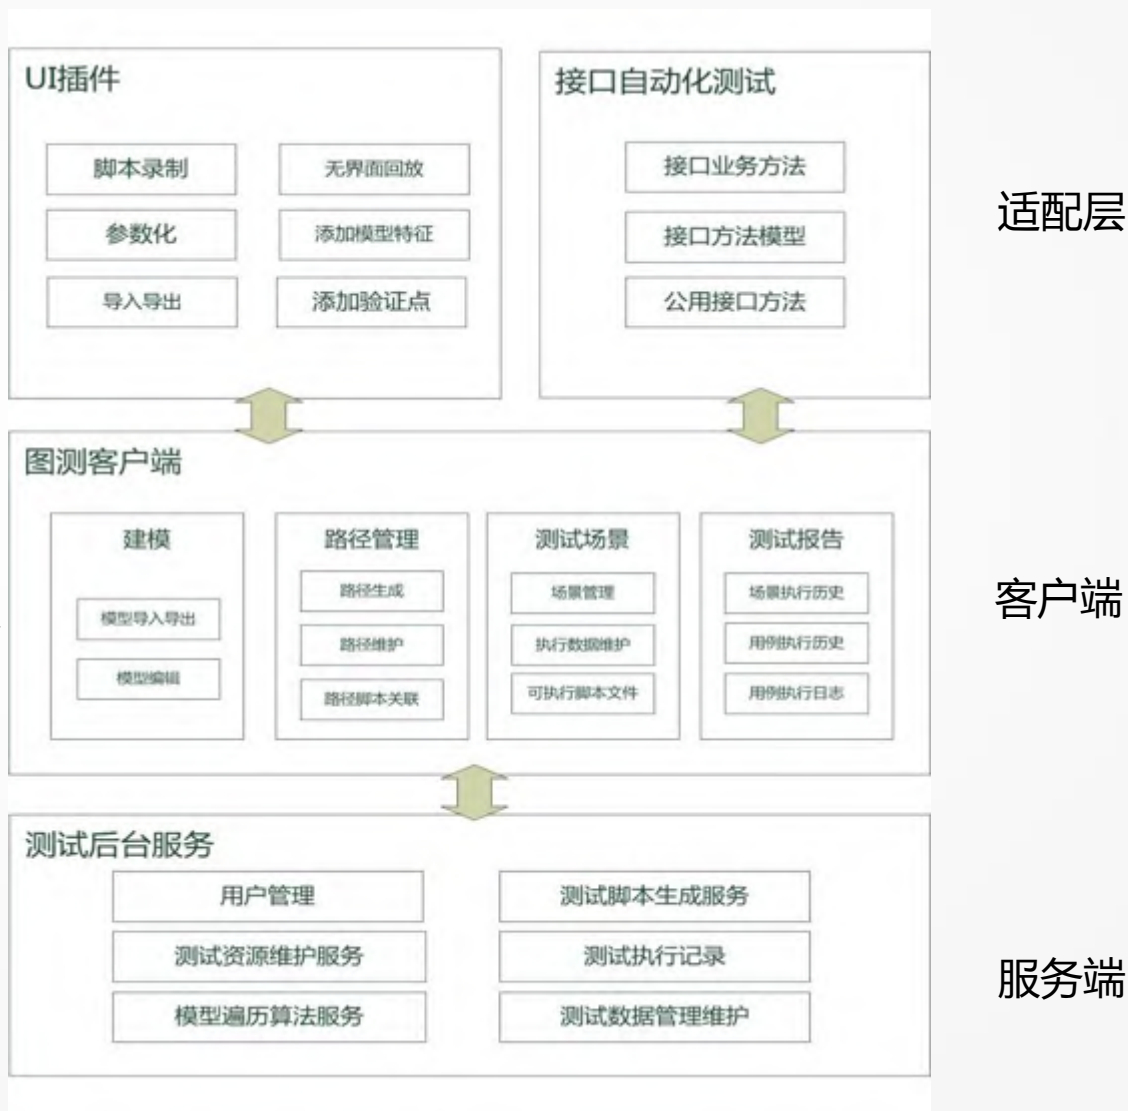 UI插件
脚本录制
无界面回放
参数化
添加模型特征
导入导出
添加验证点
接口自动化测试
接口业务方法
接口方法模型
公用接口方法
适配层
图测客户端
建模
模型导入导出
模型编辑
路径管理
路径生成
路径维护
路径脚本关联
测试场景
场景管理
执行数据维护
可执行脚本文件
测试报告
场景执行历史
用例执行历史
用例执行日志
客户端
测试后台服务
用户管理
测试脚本生成服务
测试资源维护服务
测试执行记录
模型遍历算法服务
测试数据管理维护
服务端